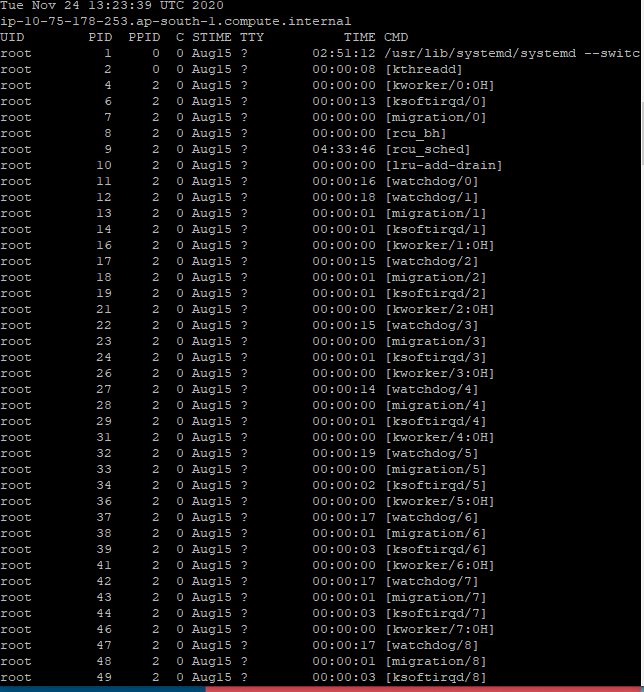 Tue Nov 24 13:23:39 UTC 2020
ip-10-75-178-253.ap-south-1.compute.internal
UID        PID  PPID  C STIME TTY          TIME CMD
root         1     0  0 Aug15 ?        02:51:12 /usr/lib/systemd/systemd --switc
root         2     0  0 Aug15 ?        00:00:08 [kthreadd]
root         4     2  0 Aug15 ?        00:00:00 [kworker/0:0H]
root         6     2  0 Aug15 ?        00:00:13 [ksoftirqd/0]
root         7     2  0 Aug15 ?        00:00:00 [migration/0]
root         8     2  0 Aug15 ?        00:00:00 [rcu_bh]
root         9     2  0 Aug15 ?        04:33:46 [rcu_sched]
root        10     2  0 Aug15 ?        00:00:00 [lru-add-drain]
root        11     2  0 Aug15 ?        00:00:16 [watchdog/0]
root        12     2  0 Aug15 ?        00:00:18 [watchdog/1]
root        13     2  0 Aug15 ?        00:00:01 [migration/1]
root        14     2  0 Aug15 ?        00:00:01 [ksoftirqd/1]
root        16     2  0 Aug15 ?        00:00:00 [kworker/1:0H]
root        17     2  0 Aug15 ?        00:00:15 [watchdog/2]
root        18     2  0 Aug15 ?        00:00:01 [migration/2]
root        19     2  0 Aug15 ?        00:00:01 [ksoftirqd/2]
root        21     2  0 Aug15 ?        00:00:00 [kworker/2:0H]
root        22     2  0 Aug15 ?        00:00:15 [watchdog/3]
root        23     2  0 Aug15 ?        00:00:00 [migration/3]
root        24     2  0 Aug15 ?        00:00:01 [ksoftirqd/3]
root        26     2  0 Aug15 ?        00:00:00 [kworker/3:0H]
root        27     2  0 Aug15 ?        00:00:14 [watchdog/4]
root        28     2  0 Aug15 ?        00:00:00 [migration/4]
root        29     2  0 Aug15 ?        00:00:01 [ksoftirqd/4]
root        31     2  0 Aug15 ?        00:00:00 [kworker/4:0H]
root        32     2  0 Aug15 ?        00:00:19 [watchdog/5]
root        33     2  0 Aug15 ?        00:00:00 [migration/5]
root        34     2  0 Aug15 ?        00:00:02 [ksoftirqd/5]
root        36     2  0 Aug15 ?        00:00:00 [kworker/5:0H]
root        37     2  0 Aug15 ?        00:00:17 [watchdog/6]
root        38     2  0 Aug15 ?        00:00:01 [migration/6]
root        39     2  0 Aug15 ?        00:00:03 [ksoftirqd/6]
root        41     2  0 Aug15 ?        00:00:00 [kworker/6:0H]
root        42     2  0 Aug15 ?        00:00:17 [watchdog/7]
root        43     2  0 Aug15 ?        00:00:01 [migration/7]
root        44     2  0 Aug15 ?        00:00:03 [ksoftirqd/7]
root        46     2  0 Aug15 ?        00:00:00 [kworker/7:0H]
root        47     2  0 Aug15 ?        00:00:17 [watchdog/8]
root        48     2  0 Aug15 ?        00:00:01 [migration/8]
root        49     2  0 Aug15 ?        00:00:03 [ksoftirqd/8]